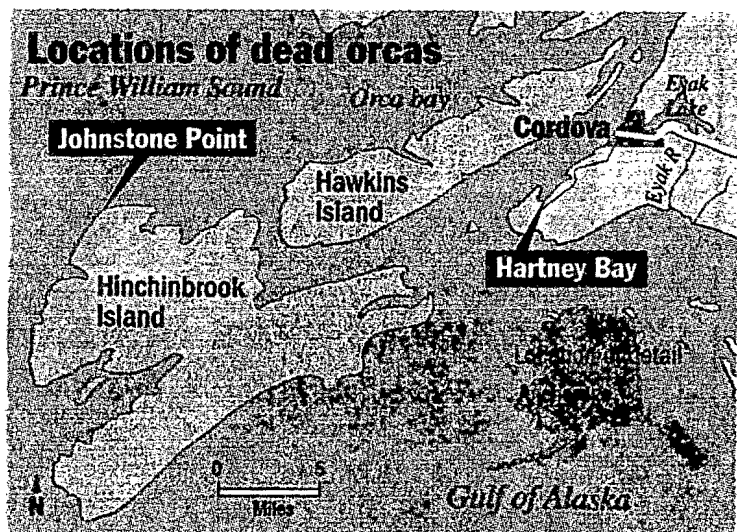 Locations of dead orcas
Prince William Sound
Orca bay
Eyak
Lake
Cordova
Johnstone Point
Hawkins
Island
Eyak R
Hartney Bay
Hinchinbrook
Island
detail
0 5
Miles
N
Gulf of Alaska